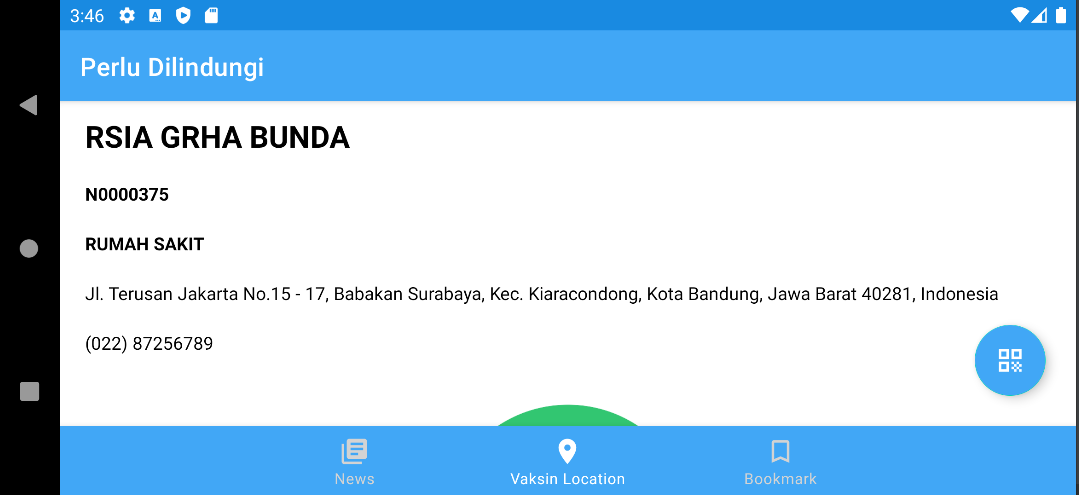 3:46
Perlu Dilindungi
RSIA GRHA BUNDA
N0000375
RUMAH SAKIT
Jl. Terusan Jakarta No.15 - 17, Babakan Surabaya, Kec. Kiaracondong, Kota Bandung, Jawa Barat 40281, Indonesia
(022) 87256789
News
Vaksin Location
Bookmark